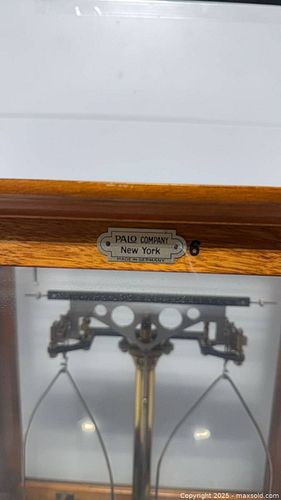 PALO COMPANY
New York
MADE IN GERMANY
6
Copyright © 2025 - maxsold.com